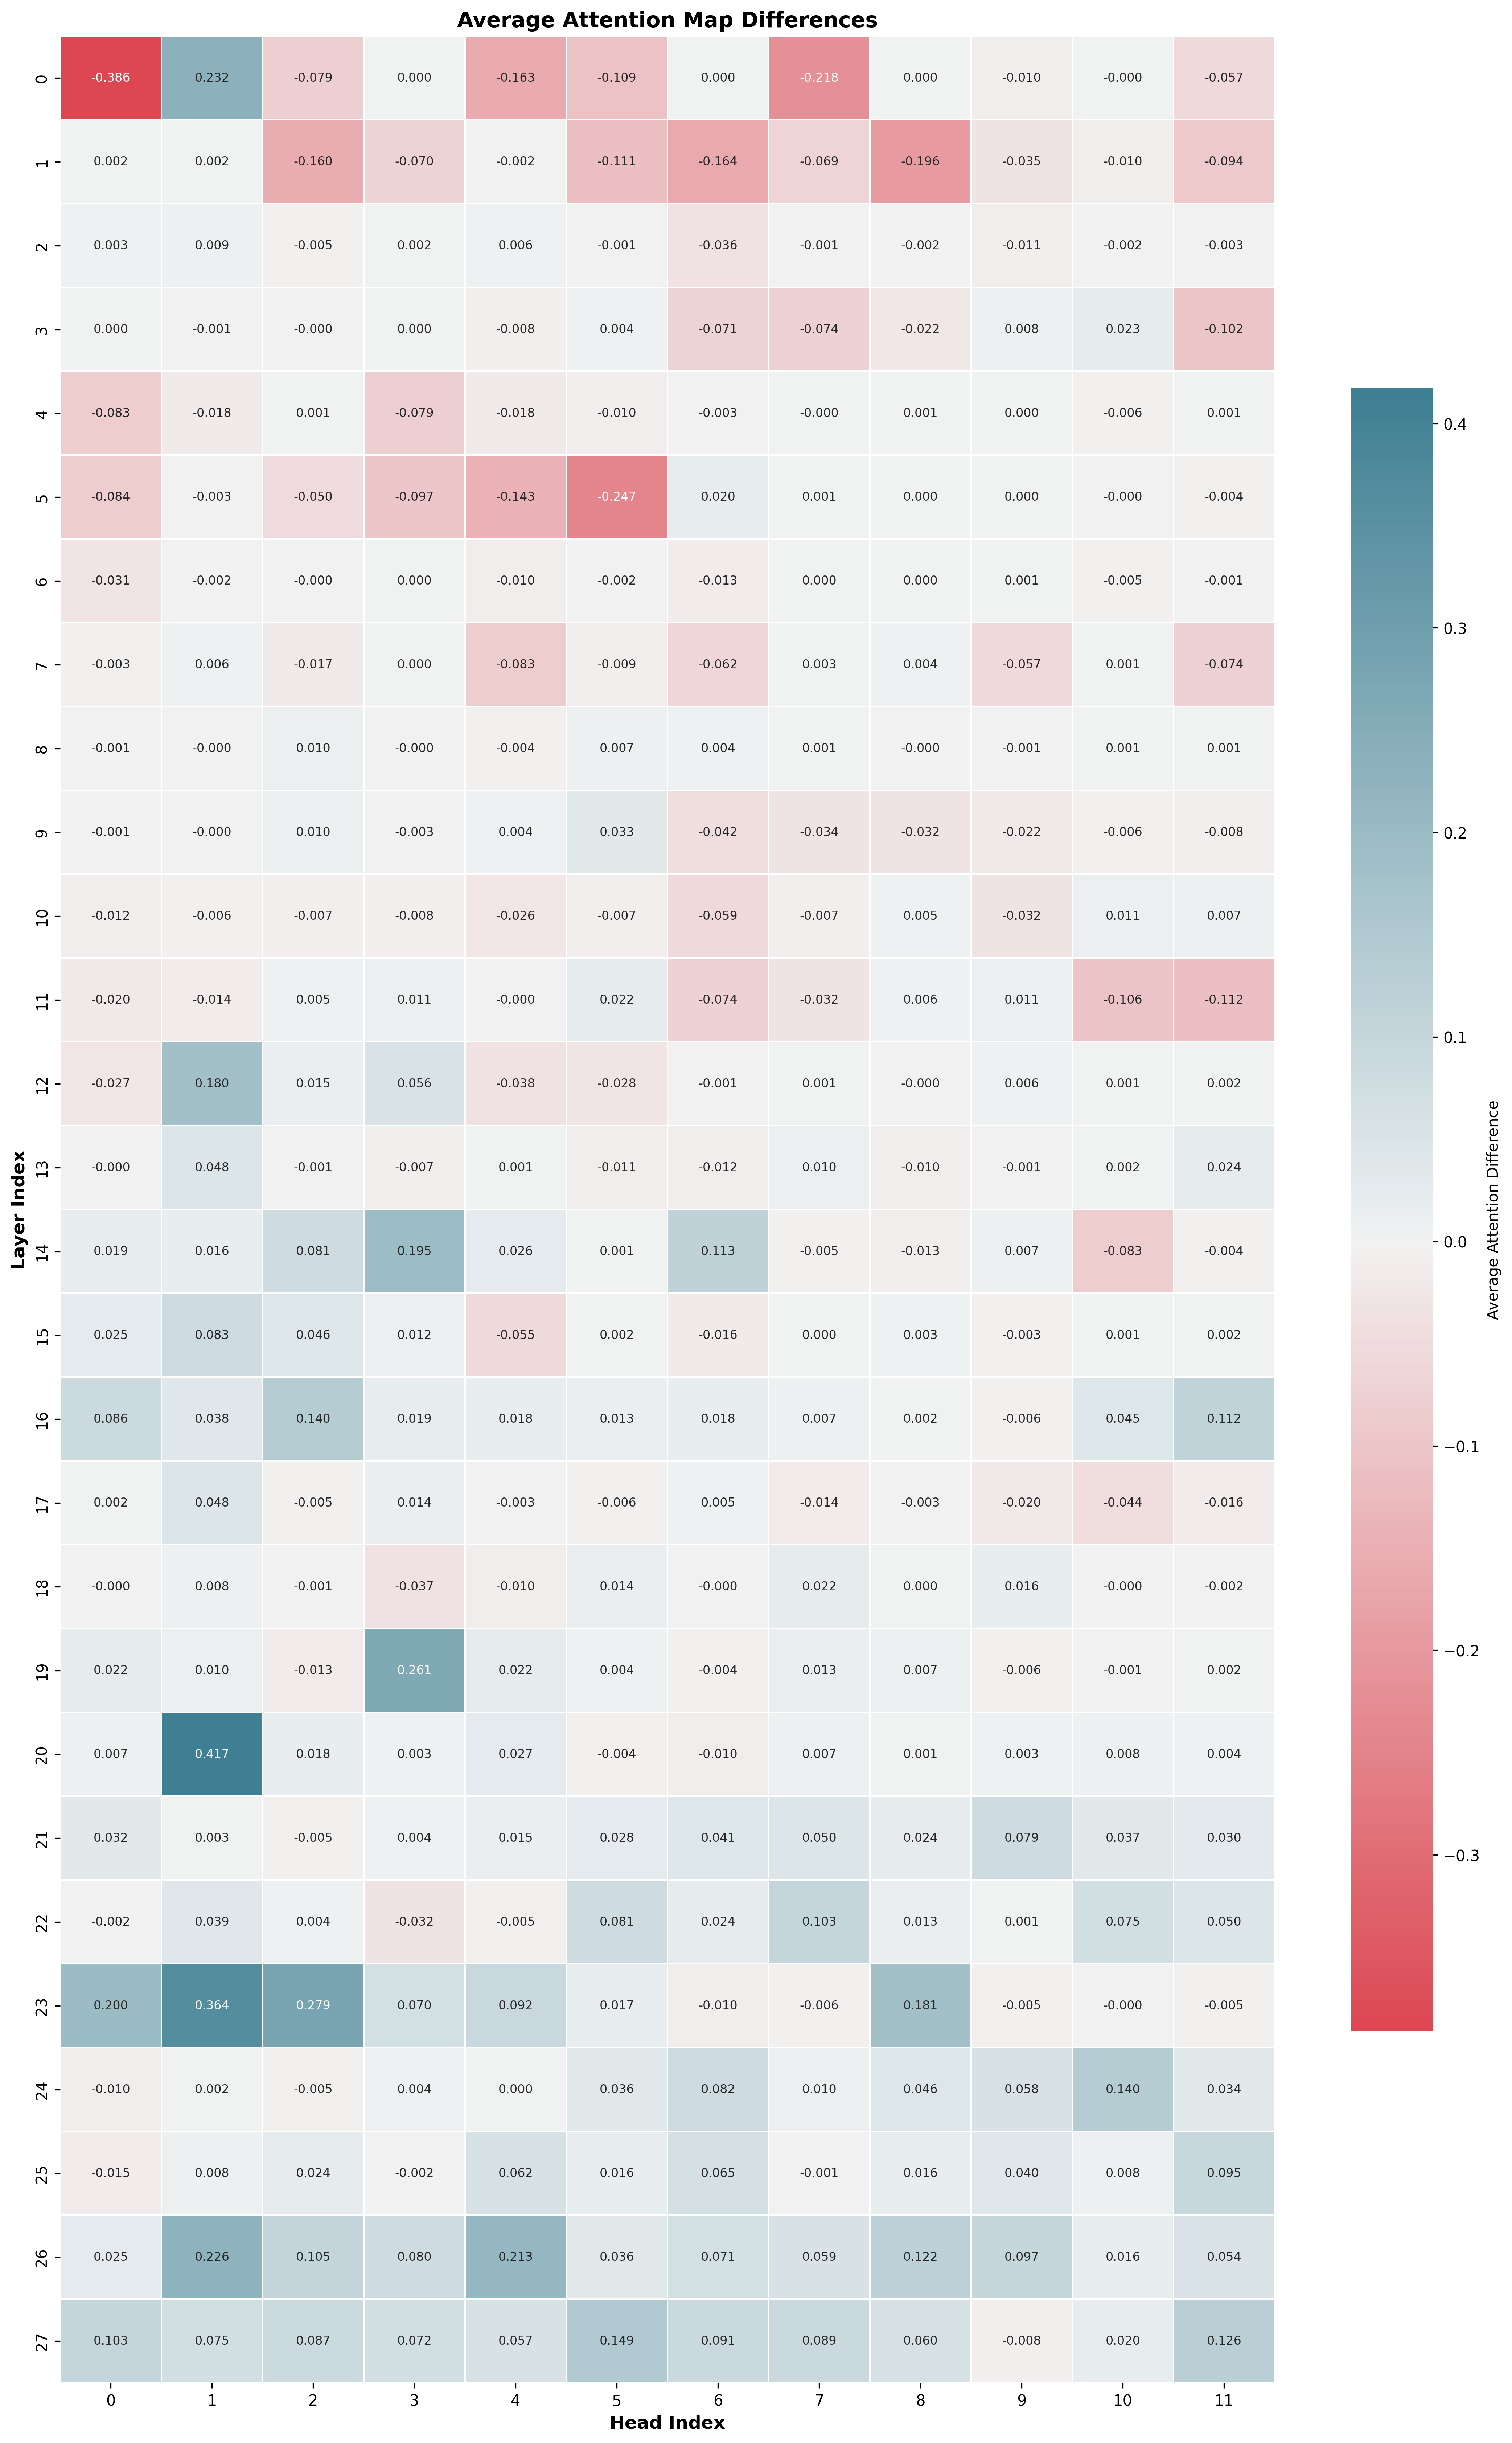 Average Attention Map Differences
0 -0.386 0.232 -0.079 0.000 -0.163 -0.109 0.000 -0.218 0.000 -0.010 -0.000 -0.057
1 0.002 0.002 -0.160 -0.070 -0.002 -0.111 -0.164 -0.069 -0.196 -0.035 -0.010 -0.094
2 0.003 0.009 -0.005 0.002 0.006 -0.001 -0.036 -0.001 -0.002 -0.011 -0.002 -0.003
3 0.000 -0.001 -0.000 0.000 -0.008 0.004 -0.071 -0.074 -0.022 0.008 0.023 -0.102
4 -0.083 -0.018 0.001 -0.079 -0.018 -0.010 -0.003 -0.000 0.001 0.000 -0.006 0.001
5 -0.084 -0.003 -0.050 -0.097 -0.143 -0.247 0.020 0.001 0.000 0.000 -0.000 -0.004
6 -0.031 -0.002 -0.000 0.000 -0.010 -0.002 -0.013 0.000 0.000 0.001 -0.005 -0.001
7 -0.003 0.006 -0.017 0.000 -0.083 -0.009 -0.062 0.003 0.004 -0.057 0.001 -0.074
8 -0.001 -0.000 0.010 -0.000 -0.004 0.007 0.004 0.001 -0.000 -0.001 0.001 0.001
9 -0.001 -0.000 0.010 -0.003 0.004 0.033 -0.042 -0.034 -0.032 -0.022 -0.006 -0.008
10 -0.012 -0.006 -0.007 -0.008 -0.026 -0.007 -0.059 -0.007 0.005 -0.032 0.011 0.007
11 -0.020 -0.014 0.005 0.011 -0.000 0.022 -0.074 -0.032 0.006 0.011 -0.106 -0.112
12 -0.027 0.180 0.015 0.056 -0.038 -0.028 -0.001 0.001 -0.000 0.006 0.001 0.002
13 -0.000 0.048 -0.001 -0.007 0.001 -0.011 -0.012 0.010 -0.010 -0.001 0.002 0.024
14 0.019 0.016 0.081 0.195 0.026 0.001 0.113 -0.005 -0.013 0.007 -0.083 -0.004
15 0.025 0.083 0.046 0.012 -0.055 0.002 -0.016 0.000 0.003 -0.003 0.001 0.002
16 0.086 0.038 0.140 0.019 0.018 0.013 0.018 0.007 0.002 -0.006 0.045 0.112
17 0.002 0.048 -0.005 0.014 -0.003 -0.006 0.005 -0.014 -0.003 -0.020 -0.044 -0.016
18 -0.000 0.008 -0.001 -0.037 -0.010 0.014 -0.000 0.022 0.000 0.016 -0.000 -0.002
19 0.022 0.010 -0.013 0.261 0.022 0.004 -0.004 0.013 0.007 -0.006 -0.001 0.002
20 0.007 0.417 0.018 0.003 0.027 -0.004 -0.010 0.007 0.001 0.003 0.008 0.004
21 0.032 0.003 -0.005 0.004 0.015 0.028 0.041 0.050 0.024 0.079 0.037 0.030
22 -0.002 0.039 0.004 -0.032 -0.005 0.081 0.024 0.103 0.013 0.001 0.075 0.050
23 0.200 0.364 0.279 0.070 0.092 0.017 -0.010 -0.006 0.181 -0.005 -0.000 -0.005
24 -0.010 0.002 -0.005 0.004 0.000 0.036 0.082 0.010 0.046 0.058 0.140 0.034
25 -0.015 0.008 0.024 -0.002 0.062 0.016 0.065 -0.001 0.016 0.040 0.008 0.095
26 0.025 0.226 0.105 0.080 0.213 0.036 0.071 0.059 0.122 0.097 0.016 0.054
27 0.103 0.075 0.087 0.072 0.057 0.149 0.091 0.089 0.060 -0.008 0.020 0.126
0 1 2 3 4 5 6 7 8 9 10 11
Head Index
Layer Index
0.4
0.3
0.2
0.1
0.0
−0.1
−0.2
−0.3
Average Attention Difference